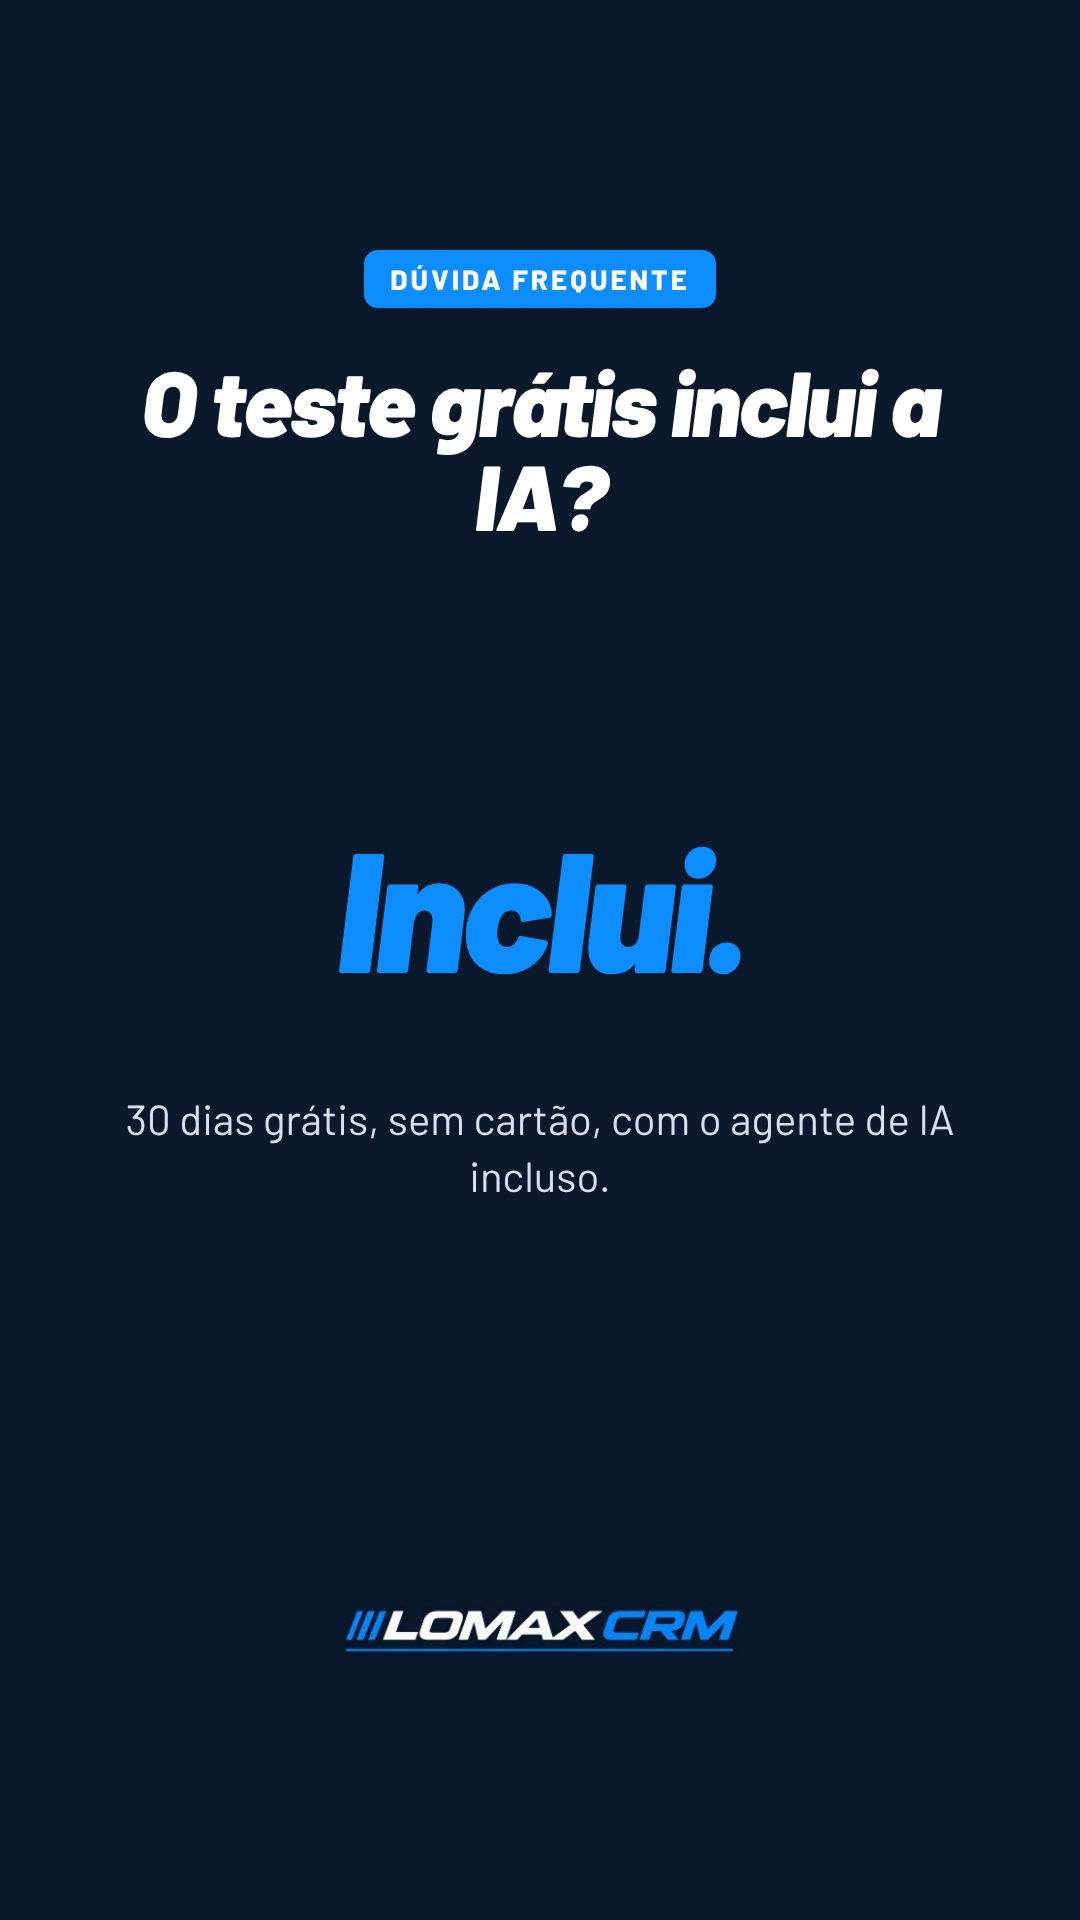 DÚVIDA FREQUENTE
O teste grátis inclui a
IA?
Inclui.
30 dias grátis, sem cartão, com o agente de IA
incluso.
LOMAX CRM